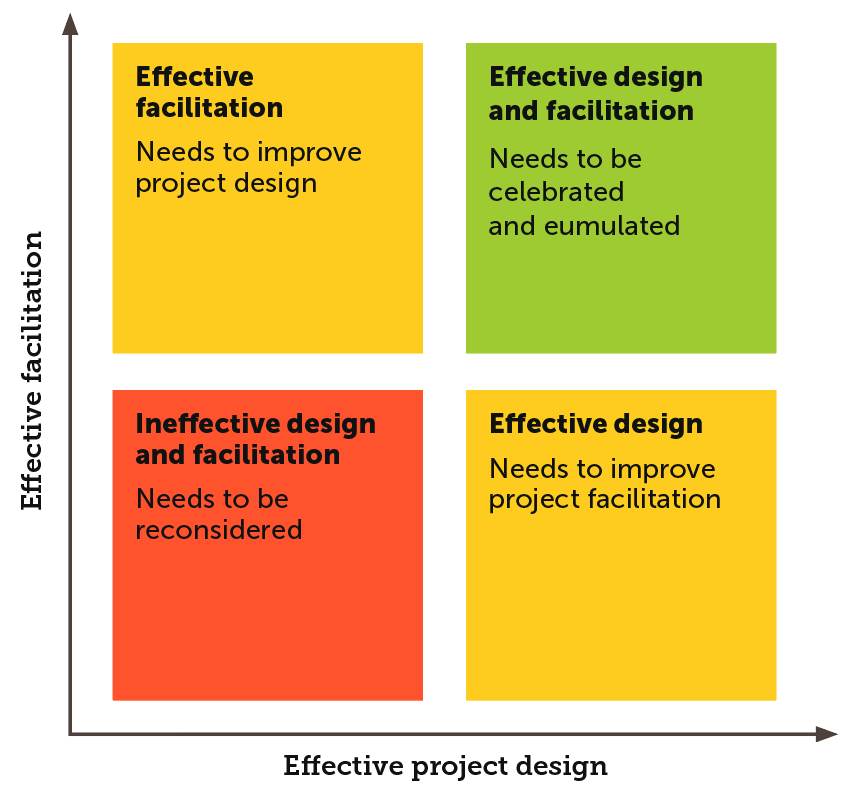 Effective
facilitation
Needs to improve
project design
Effective design
and facilitation
Needs to be
celebrated
and eumulated
Effective facilitation
Ineffective design
and facilitation
Needs to be
reconsidered
Effective design
Needs to improve
project facilitation
Effective project design